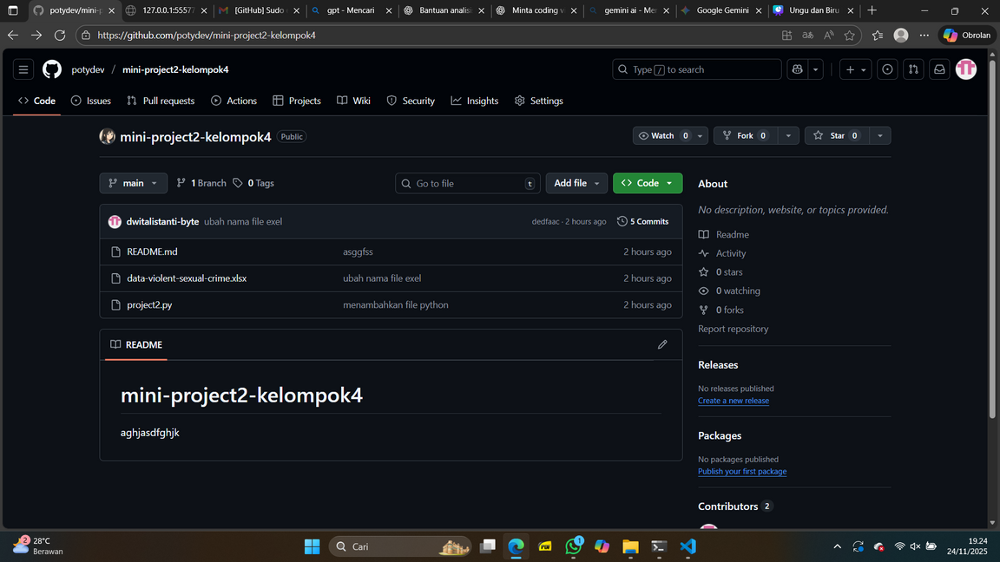 potydev/mini-p
127.0.0.1:55577
[GitHub] Sudo
gpt - Mencari
Bantuan analis
Minta coding v
gemini ai - Me
Google Gemini
Ungu dan Biru
https://github.com/potydev/mini-project2-kelompok4
Obrolan
potydev / mini-project2-kelompok4
Type / to search
Code
Issues
Pull requests
Actions
Projects
Wiki
Security
Insights
Settings
mini-project2-kelompok4 Public
Watch 0
Fork 0
Star 0
main
1 Branch
0 Tags
Go to file t
Add file
Code
dwitalistanti-byte ubah nama file exel dedfaac · 2 hours ago 5 Commits
README.md asggfss 2 hours ago
data-violent-sexual-crime.xlsx ubah nama file exel 2 hours ago
project2.py menambahkan file python 2 hours ago
README
mini-project2-kelompok4
aghjasdfghjk
About
No description, website, or topics provided.
Readme
Activity
0 stars
0 watching
0 forks
Report repository
Releases
No releases published
Create a new release
Packages
No packages published
Publish your first package
Contributors 2
2
28°C
Berawan
Cari
1
19.24
24/11/2025